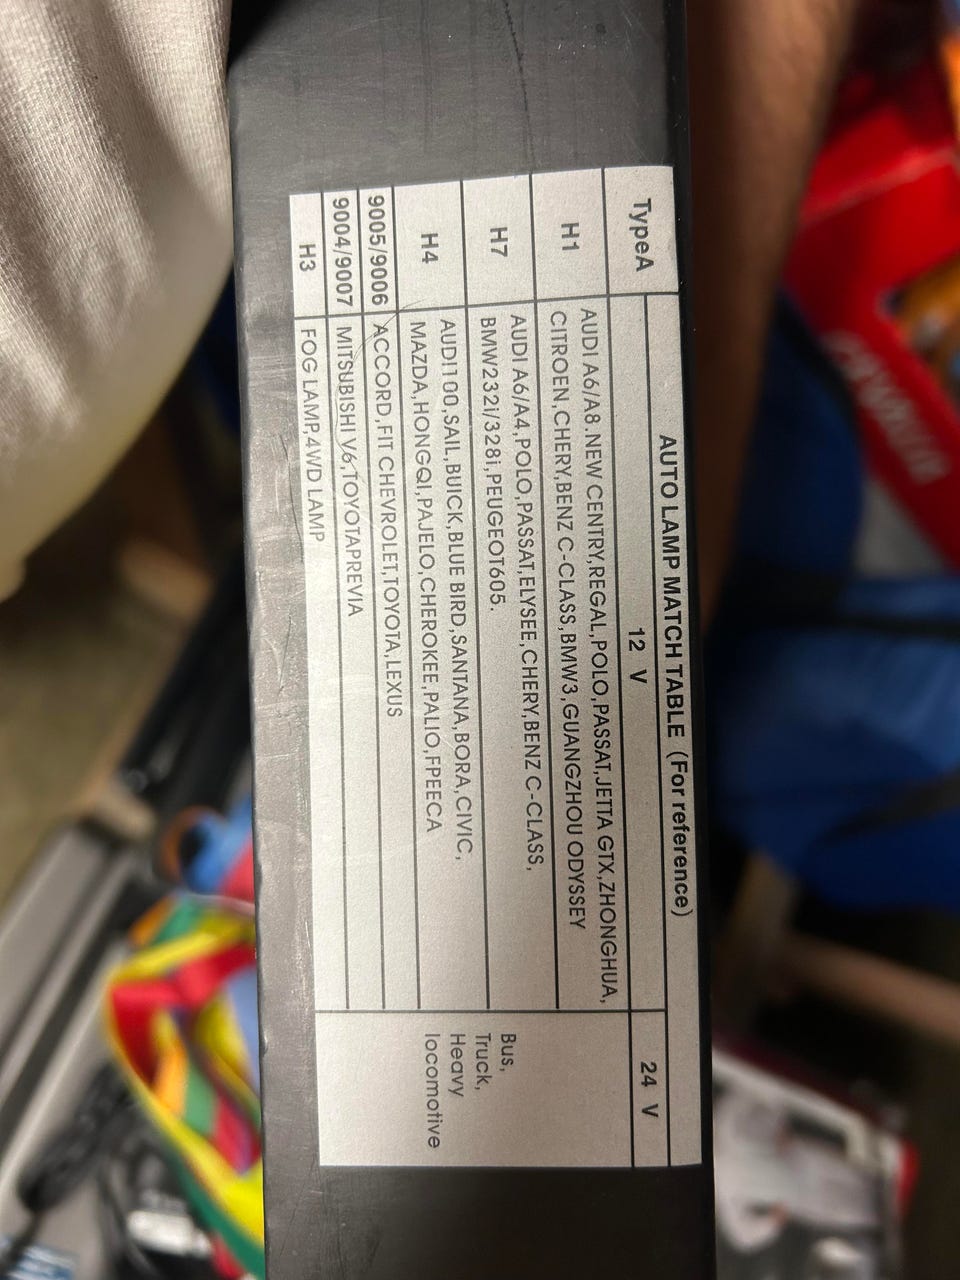 AUTO LAMP MATCH TABLE (For reference)
TypeA
12 V
24 V
H1
AUDI A6/A8.NEW CENTRY,REGAL,POLO,PASSAT,JETTA GTX,ZHONGHUA,
CITROEN,CHERY,BENZ C-CLASS,BMW3,GUANGZHOU ODYSSEY
H7
AUDI A6/A4,POLO,PASSAT,ELYSEE,CHERY,BENZ C-CLASS,
BMW232i/328i,PEUGEOT605.
H4
AUDI100,SAIL,BUICK,BLUE BIRD,SANTANA,BORA,CIVIC,
MAZDA,HONGQI,PAJELO,CHEROKEE,PALIO,FPEECA
9005/9006
ACCORD,FIT CHEVROLET,TOYOTA,LEXUS
9004/9007
MITSUBISHI V6,TOYOTAPREVIA
H3
FOG LAMP,4WD LAMP
Bus,
Truck,
Heavy
locomotive